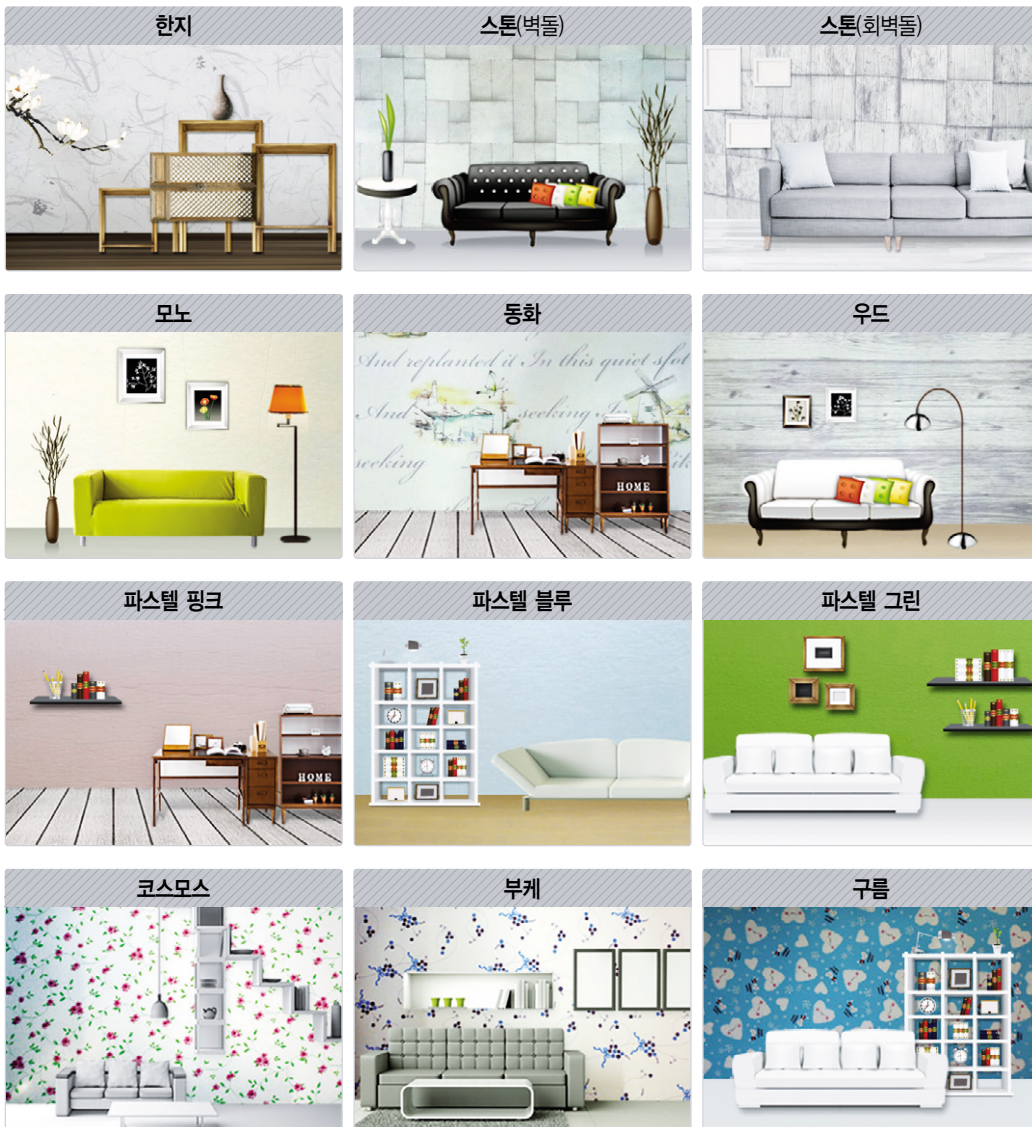 한지
스톤(벽돌)
스톤(회벽돌)
모노
동화
우드
And replanted it In this quiet slot
And
seeking In
seeking
HOME
파스텔 핑크
파스텔 블루
파스텔 그린
HOME
코스모스
부케
구름